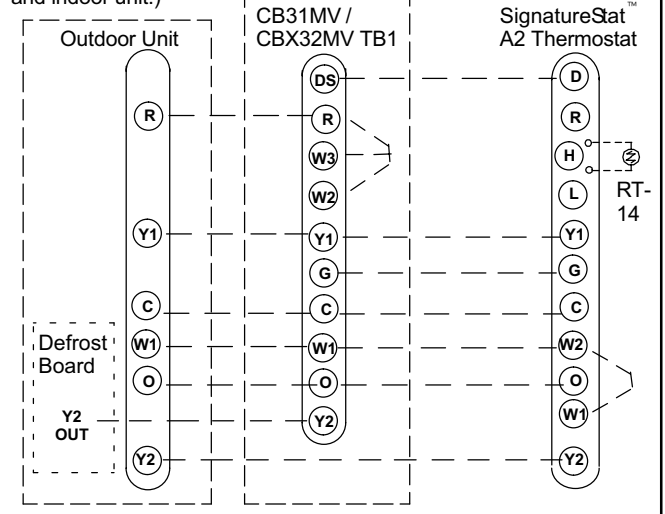 and indoor unit.)
Outdoor Unit
R
Y1
C
W1
O
Y2
Defrost
Board
Y2
OUT
CB31MV /
CBX32MV TB1
DS
R
W3
W2
Y1
G
C
W1
O
Y2
SignatureStat™
A2 Thermostat
D
R
H
L
Y1
G
C
W2
O
W1
Y2
RT-
14